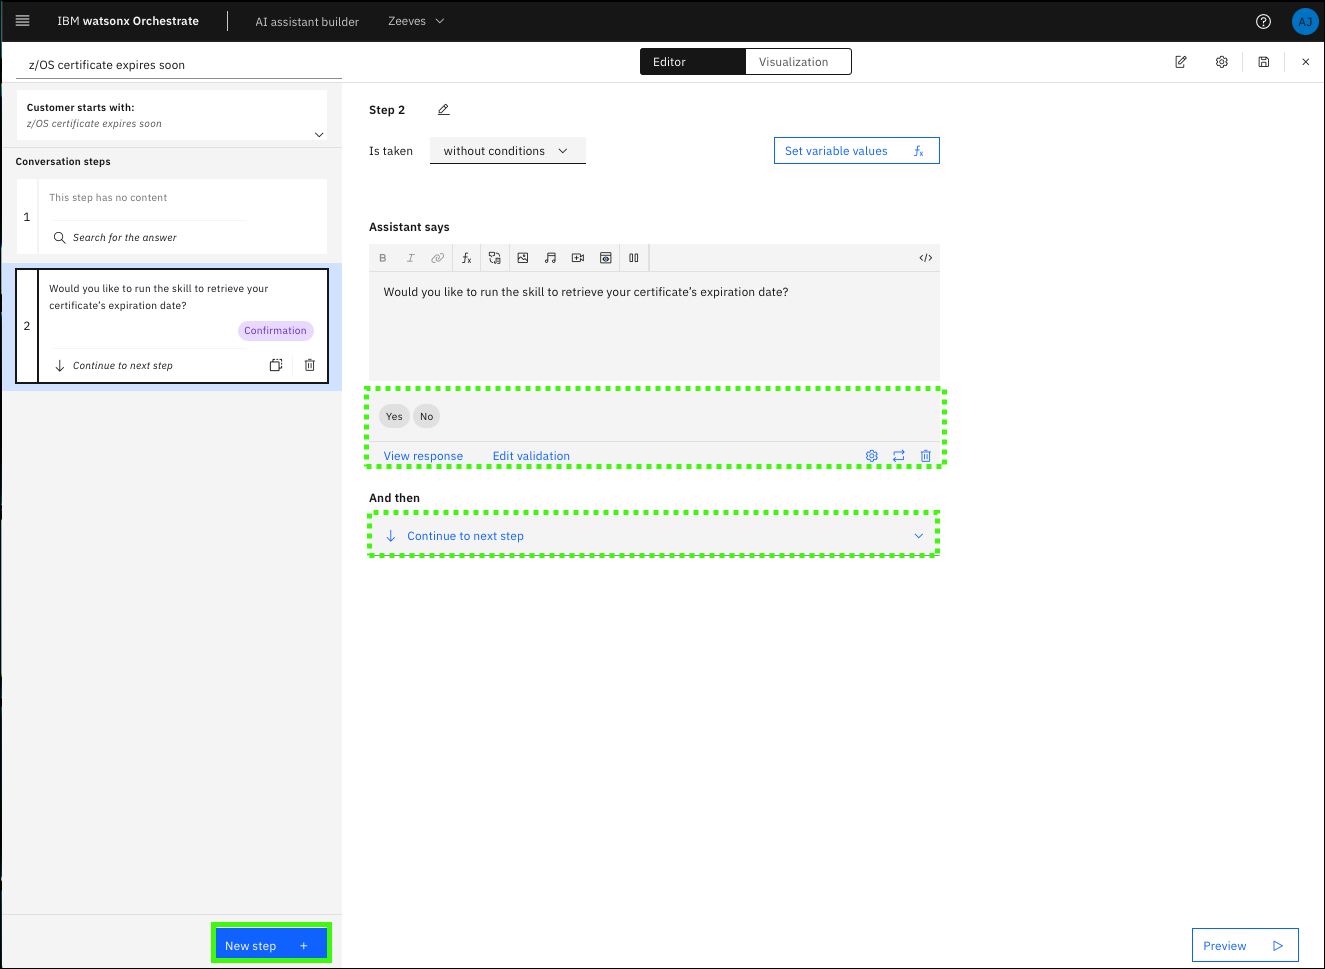 IBM watsonx Orchestrate
AI assistant builder
Zeeves
AJ
z/OS certificate expires soon
Editor
Visualization
Customer starts with:
z/OS certificate expires soon
Conversation steps
1
This step has no content
Search for the answer
2
Would you like to run the skill to retrieve your
certificate's expiration date?
Confirmation
Continue to next step
New step +
Step 2
Is taken
without conditions
Set variable values fx
Assistant says
B I fx </>
Would you like to run the skill to retrieve your certificate's expiration date?
Yes No
View response
Edit validation
And then
Continue to next step
Preview